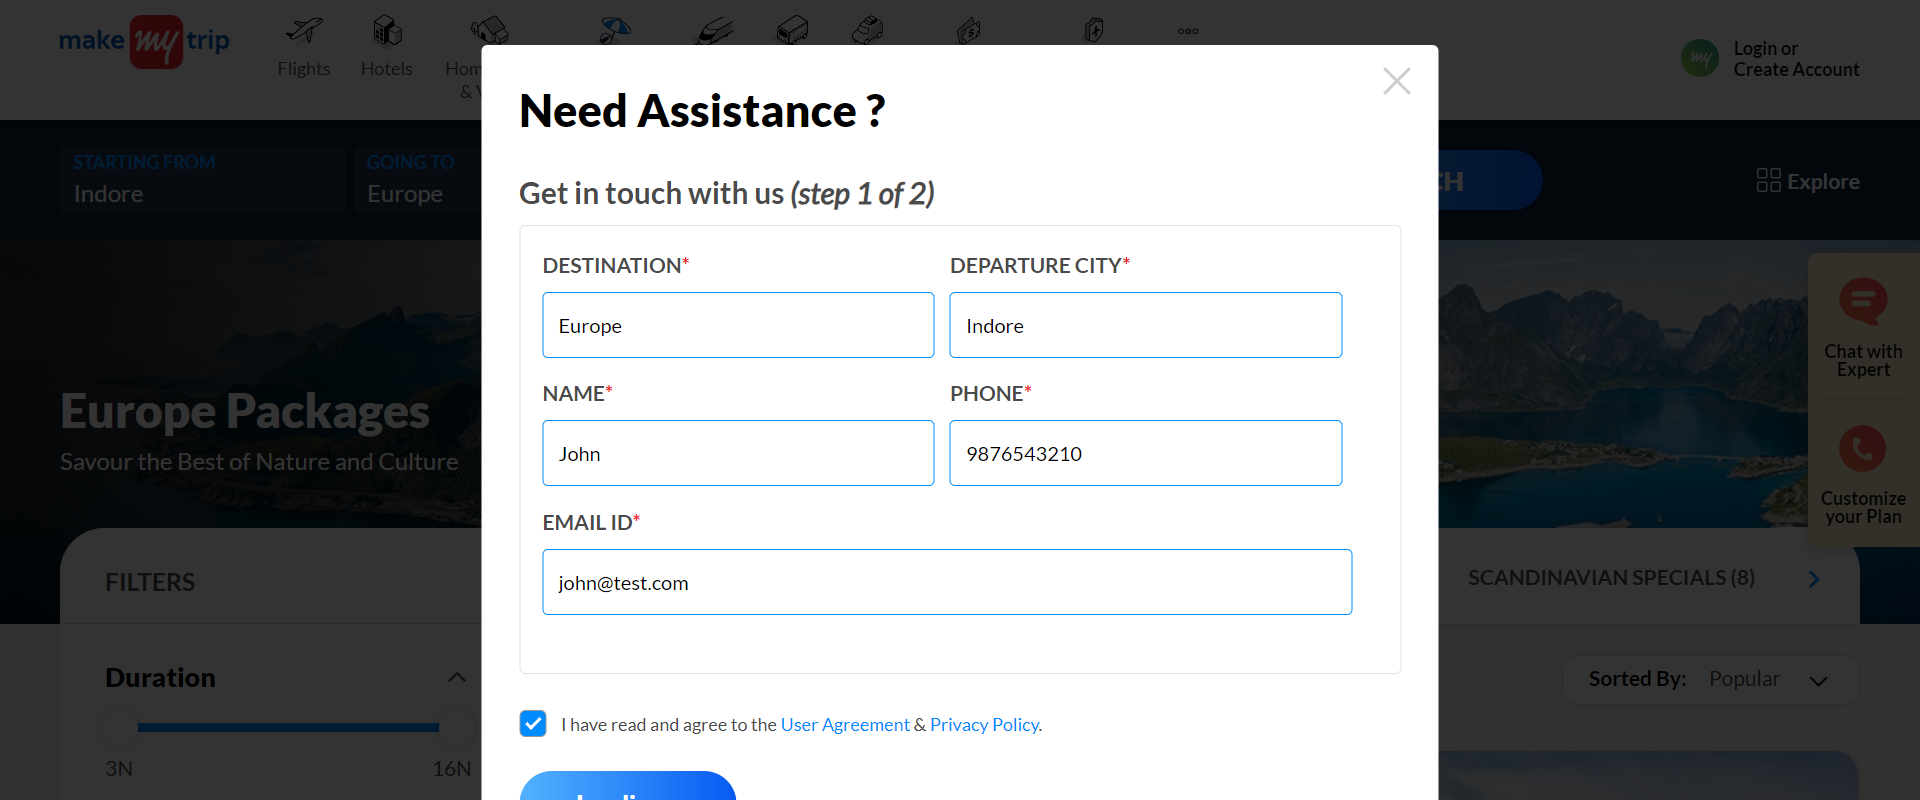 make my trip
Flights
Hotels
Login or
Create Account
STARTING FROM
Indore
GOING TO
Europe
Explore
Europe Packages
Savour the Best of Nature and Culture
Need Assistance ?
Get in touch with us (step 1 of 2)
DESTINATION*
DEPARTURE CITY*
Europe
Indore
NAME*
PHONE*
John
9876543210
EMAIL ID*
john@test.com
I have read and agree to the User Agreement & Privacy Policy.
Chat with
Expert
Customize
your Plan
FILTERS
SCANDINAVIAN SPECIALS (8)
Duration
3N
16N
Sorted By: Popular